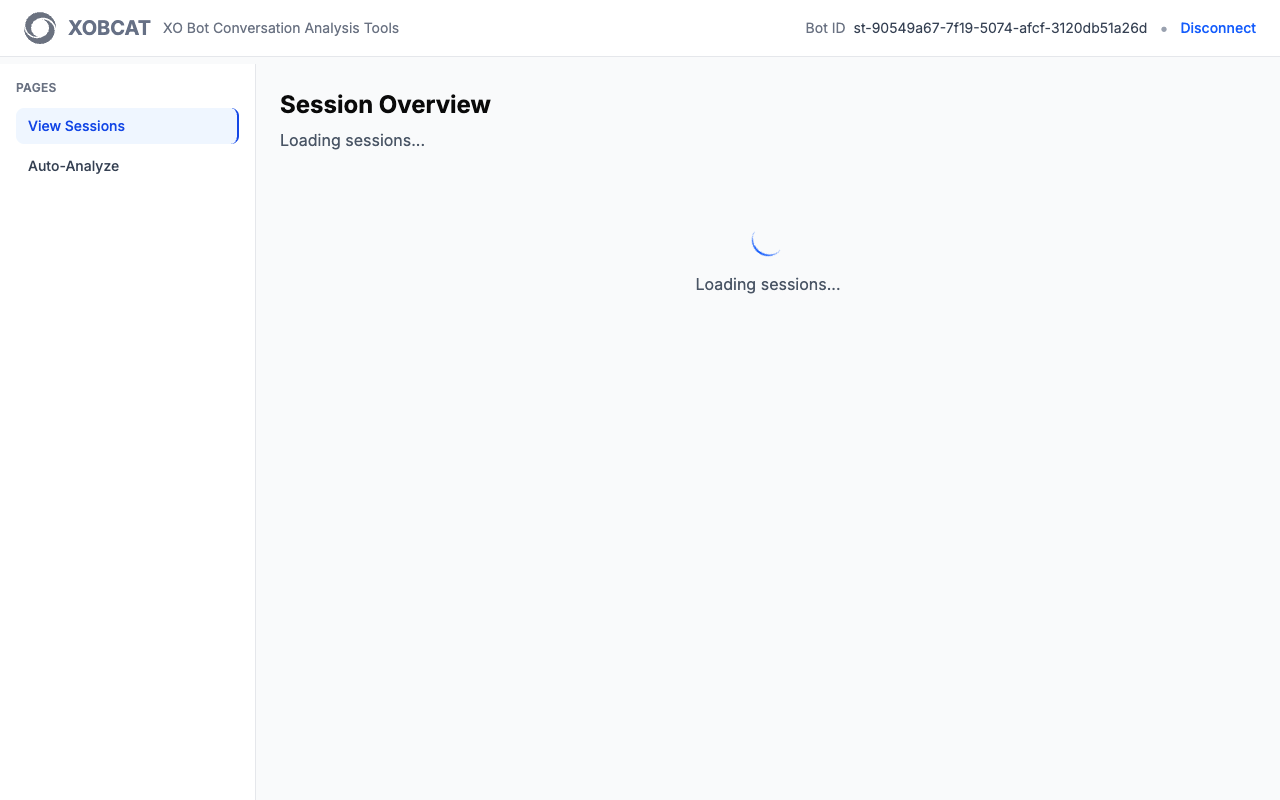 XOBCAT XO Bot Conversation Analysis Tools Bot ID st-90549a67-7f19-5074-afcf-3120db51a26d • Disconnect
PAGES
View Sessions
Auto-Analyze
Session Overview
Loading sessions...
Loading sessions...